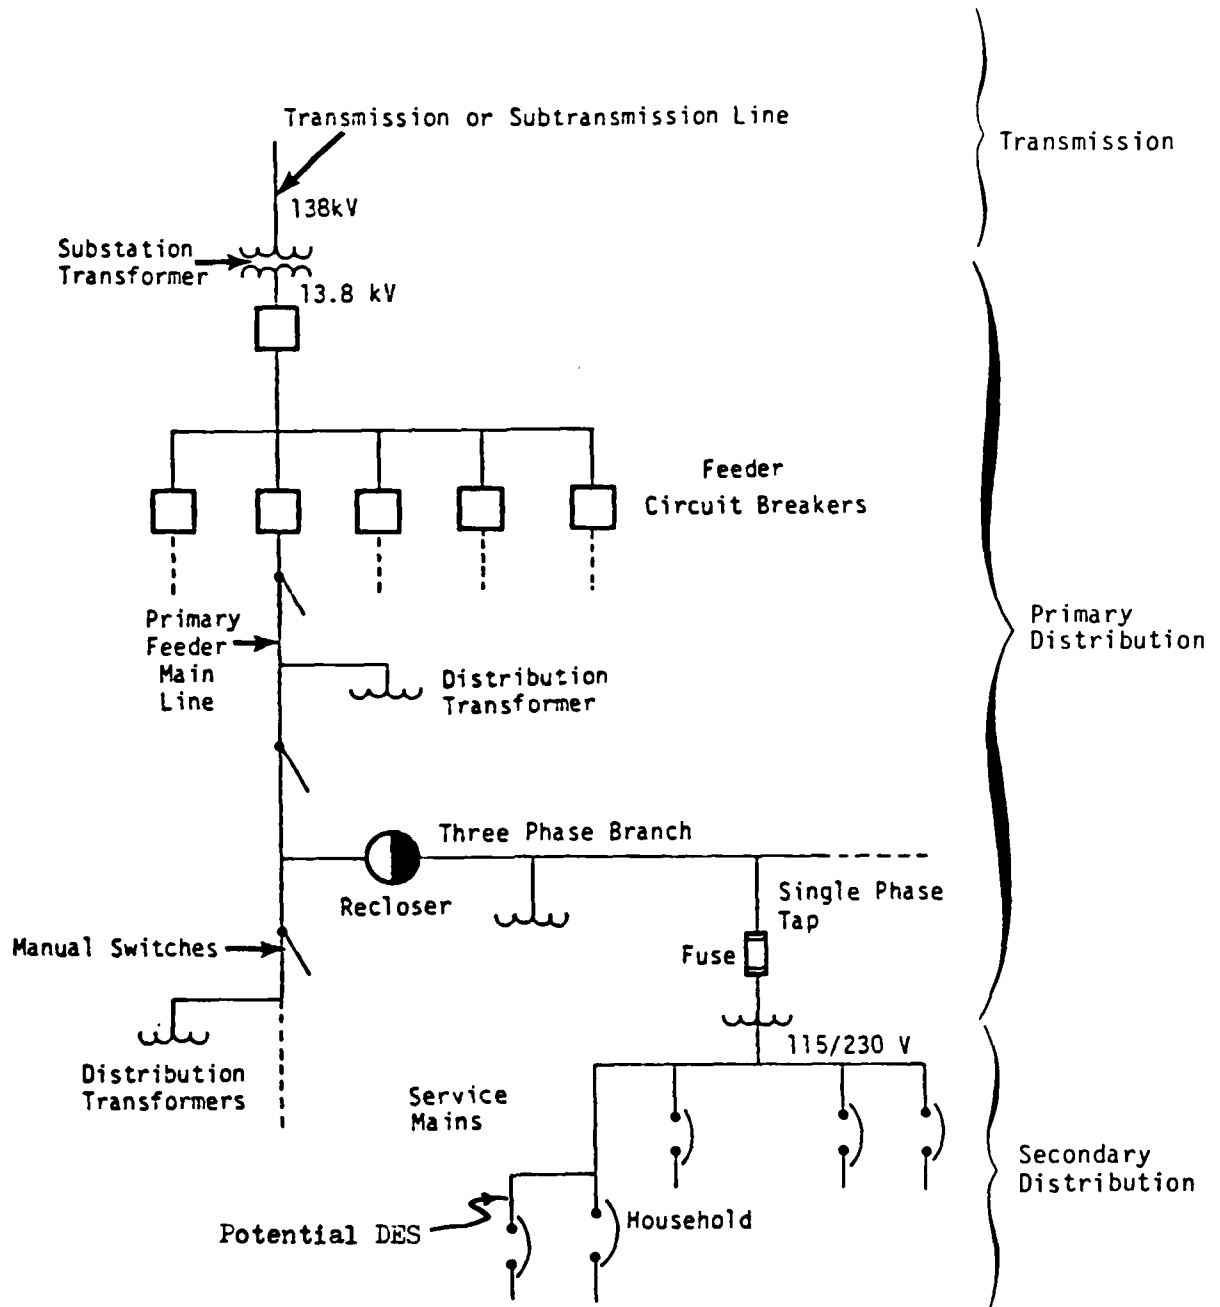 Transmission or Subtransmission Line
Transmission
138kV
Substation
Transformer
13.8 kV
Feeder
Circuit Breakers
Primary
Feeder
Main
Line
Primary
Distribution
Distribution
Transformer
Three Phase Branch
Recloser
Single Phase
Tap
Manual Switches
Fuse
115/230 V
Distribution
Transformers
Service
Mains
Secondary
Distribution
Household
Potential DES